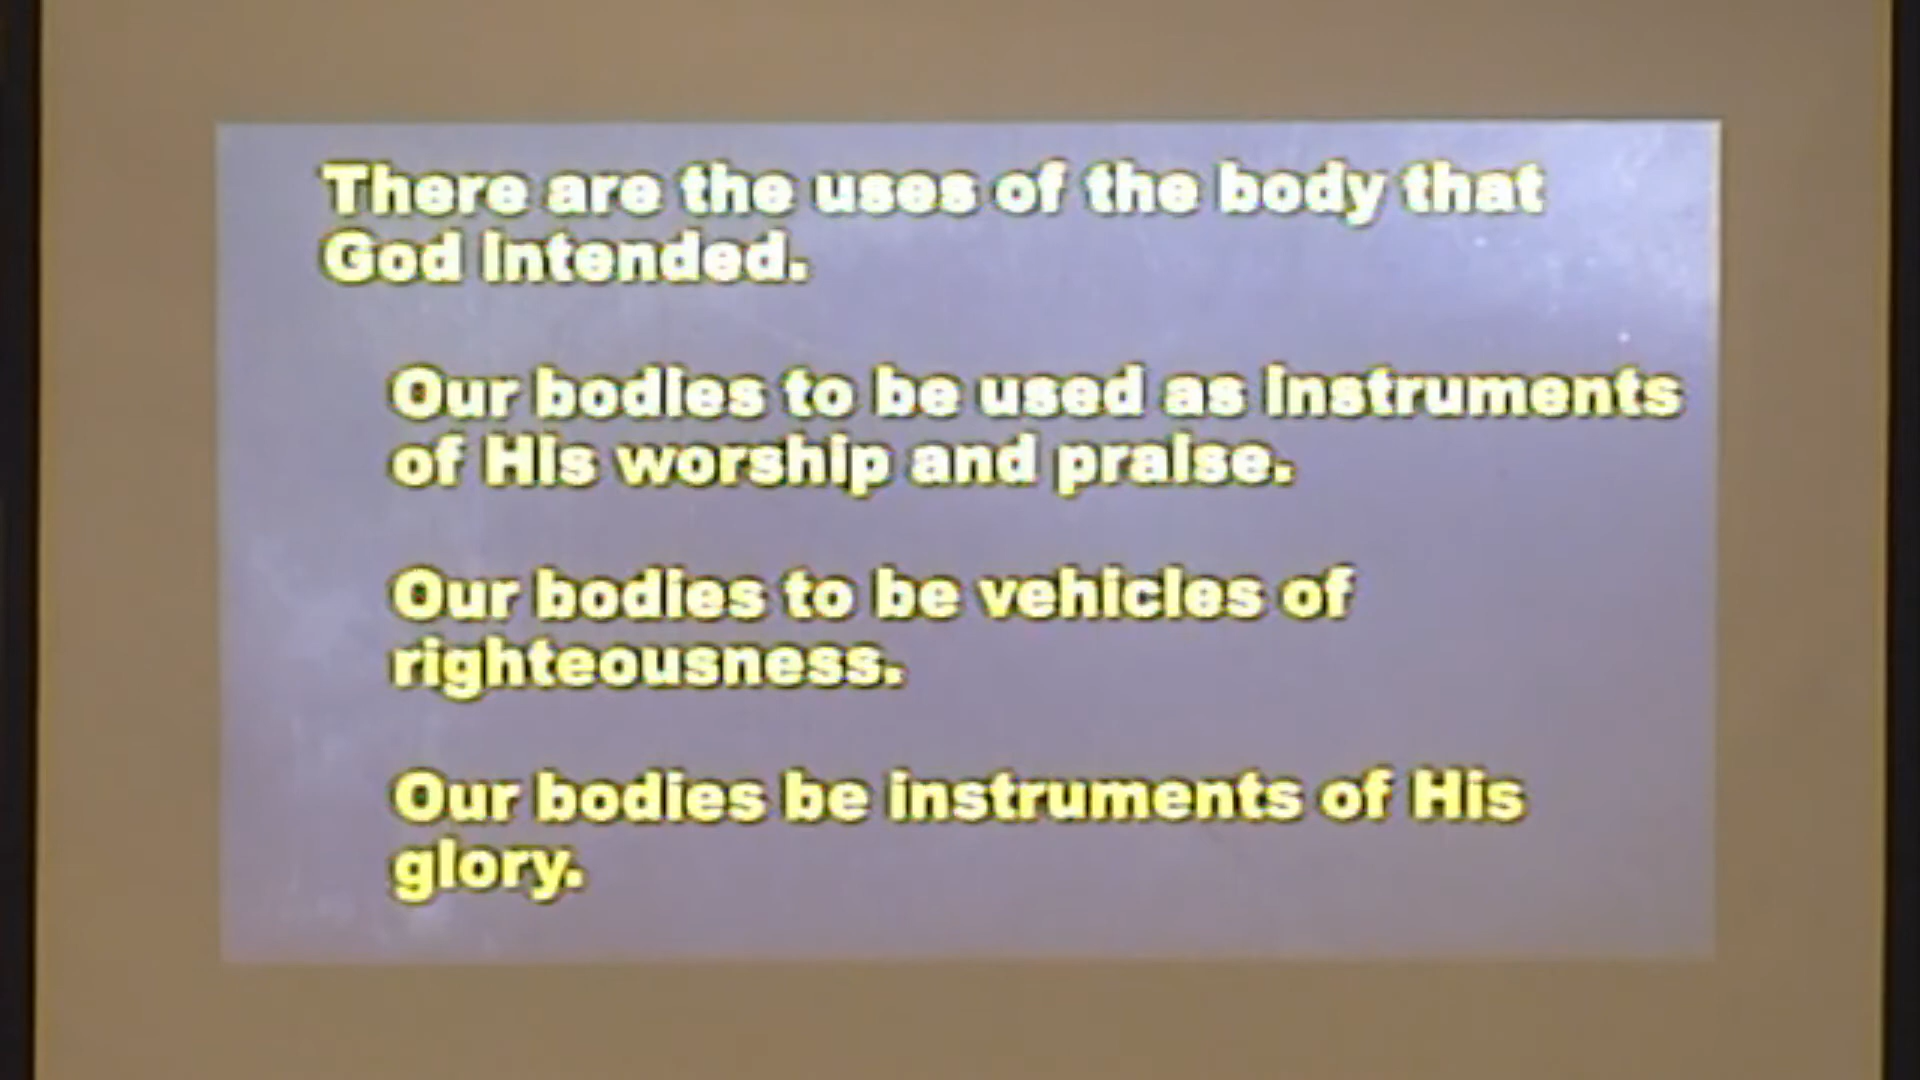 There are the uses of the body that
God intended.
Our bodies to be used as instruments
of His worship and praise.
Our bodies to be vehicles of
righteousness.
Our bodies be instruments of His
glory.